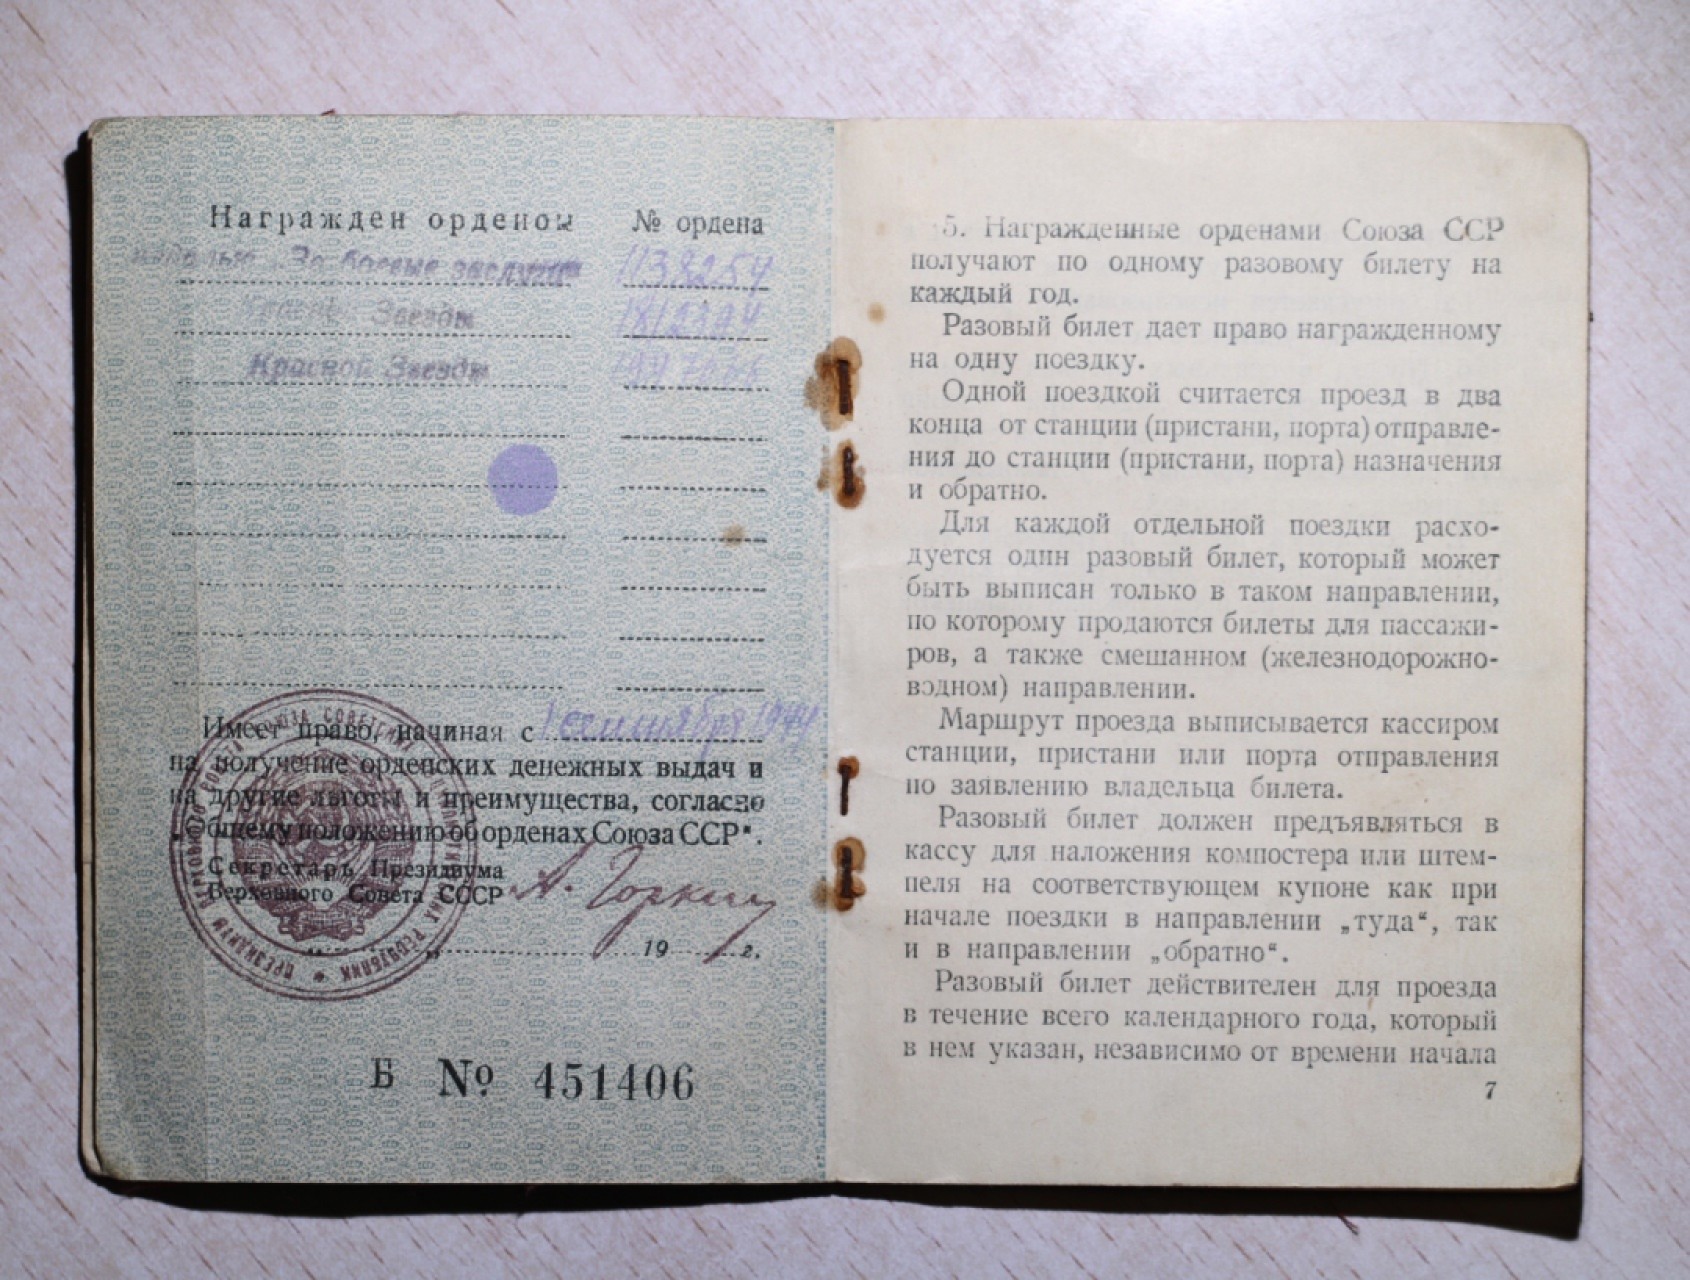 Награжден орденом № ордена
медалью „За боевые заслуги“ 1138254
Красной Звезды
Красной Звезды
Имеет право, начиная с 1 сентября 1944
на получение орденских денежных выдач и
на другие льготы и преимущества, согласно
„Общему положению об орденах Союза ССР“.
Секретарь Президиума
Верховного Совета СССР А. Горкин
„ “ 19 г.
Б № 451406
5. Награжденные орденами Союза ССР
получают по одному разовому билету на
каждый год.
Разовый билет дает право награжденному
на одну поездку.
Одной поездкой считается проезд в два
конца от станции (пристани, порта) отправле-
ния до станции (пристани, порта) назначения
и обратно.
Для каждой отдельной поездки расхо-
дуется один разовый билет, который может
быть выписан только в таком направлении,
по которому продаются билеты для пассажи-
ров, а также смешанном (железнодорожно-
водном) направлении.
Маршрут проезда выписывается кассиром
станции, пристани или порта отправления
по заявлению владельца билета.
Разовый билет должен предъявляться в
кассу для наложения компостера или штем-
пеля на соответствующем купоне как при
начале поездки в направлении „туда“, так
и в направлении „обратно“.
Разовый билет действителен для проезда
в течение всего календарного года, который
в нем указан, независимо от времени начала
7